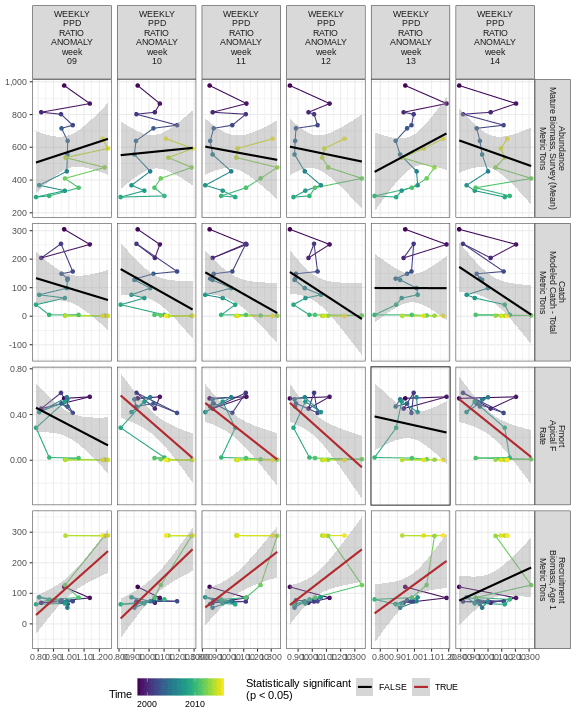 WEEKLY
PPD
RATIO
ANOMALY
week
09
WEEKLY
PPD
RATIO
ANOMALY
week
10
WEEKLY
PPD
RATIO
ANOMALY
week
11
WEEKLY
PPD
RATIO
ANOMALY
week
12
WEEKLY
PPD
RATIO
ANOMALY
week
13
WEEKLY
PPD
RATIO
ANOMALY
week
14
1,000
800
600
400
200
Abundance
Mature Biomass, Survey (Mean)
Metric Tons
300
200
100
0
-100
Catch
Modeled Catch - Total
Metric Tons
0.80
0.40
0.00
Fmort
Apical F
Rate
300
200
100
0
Recruitment
Biomass, Age 1
Metric Tons
Time
2000 2010
Statistically significant
(p < 0.05)
FALSE
TRUE